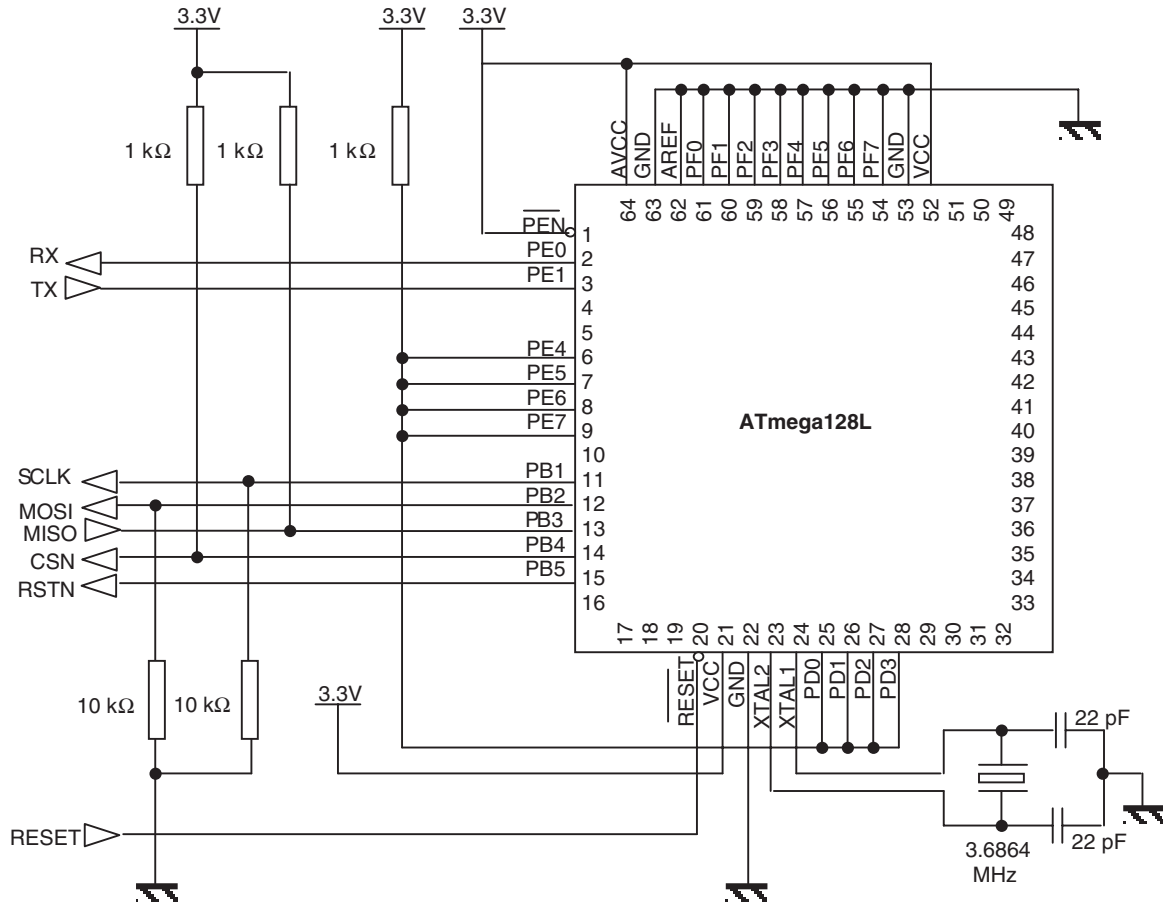 3.3V 3.3V 3.3V
1 kΩ 1 kΩ 1 kΩ
AVCC GND AREF PF0 PF1 PF2 PF3 PF4 PF5 PF6 PF7 GND VCC
64 63 62 61 60 59 58 57 56 55 54 53 52 51 50 49
PEN 1 48
RX PE0 2 47
TX PE1 3 46
4 45
5 44
PE4 6 43
PE5 7 42
PE6 8 41
PE7 9 40
ATmega128L
10 39
SCLK PB1 11 38
MOSI PB2 12 37
MISO PB3 13 36
CSN PB4 14 35
RSTN PB5 15 34
16 33
17 18 19 20 21 22 23 24 25 26 27 28 29 30 31 32
RESET VCC GND XTAL2 XTAL1 PD0 PD1 PD2 PD3
10 kΩ 10 kΩ
3.3V
22 pF
RESET
22 pF
3.6864
MHz